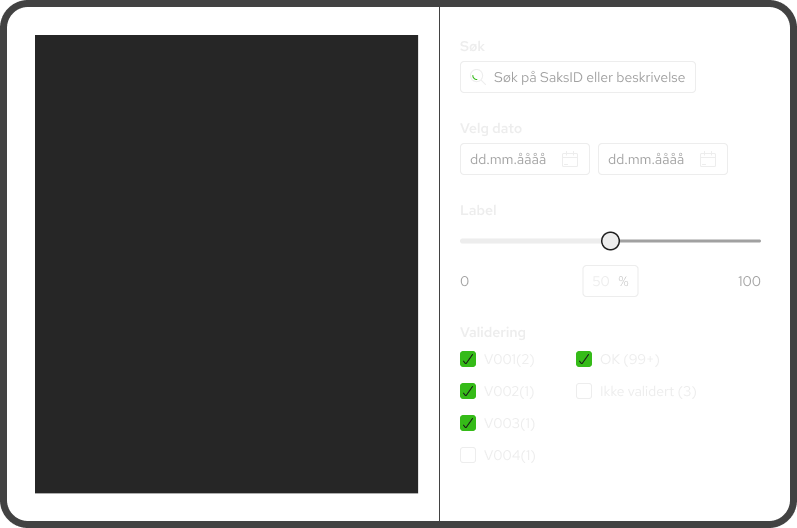 Søk
Søk på SaksID eller beskrivelse
Velg dato
dd.mm.åååå dd.mm.åååå
Label
0 50 % 100
Validering
V001(2) OK (99+)
V002(1) Ikke validert (3)
V003(1)
V004(1)